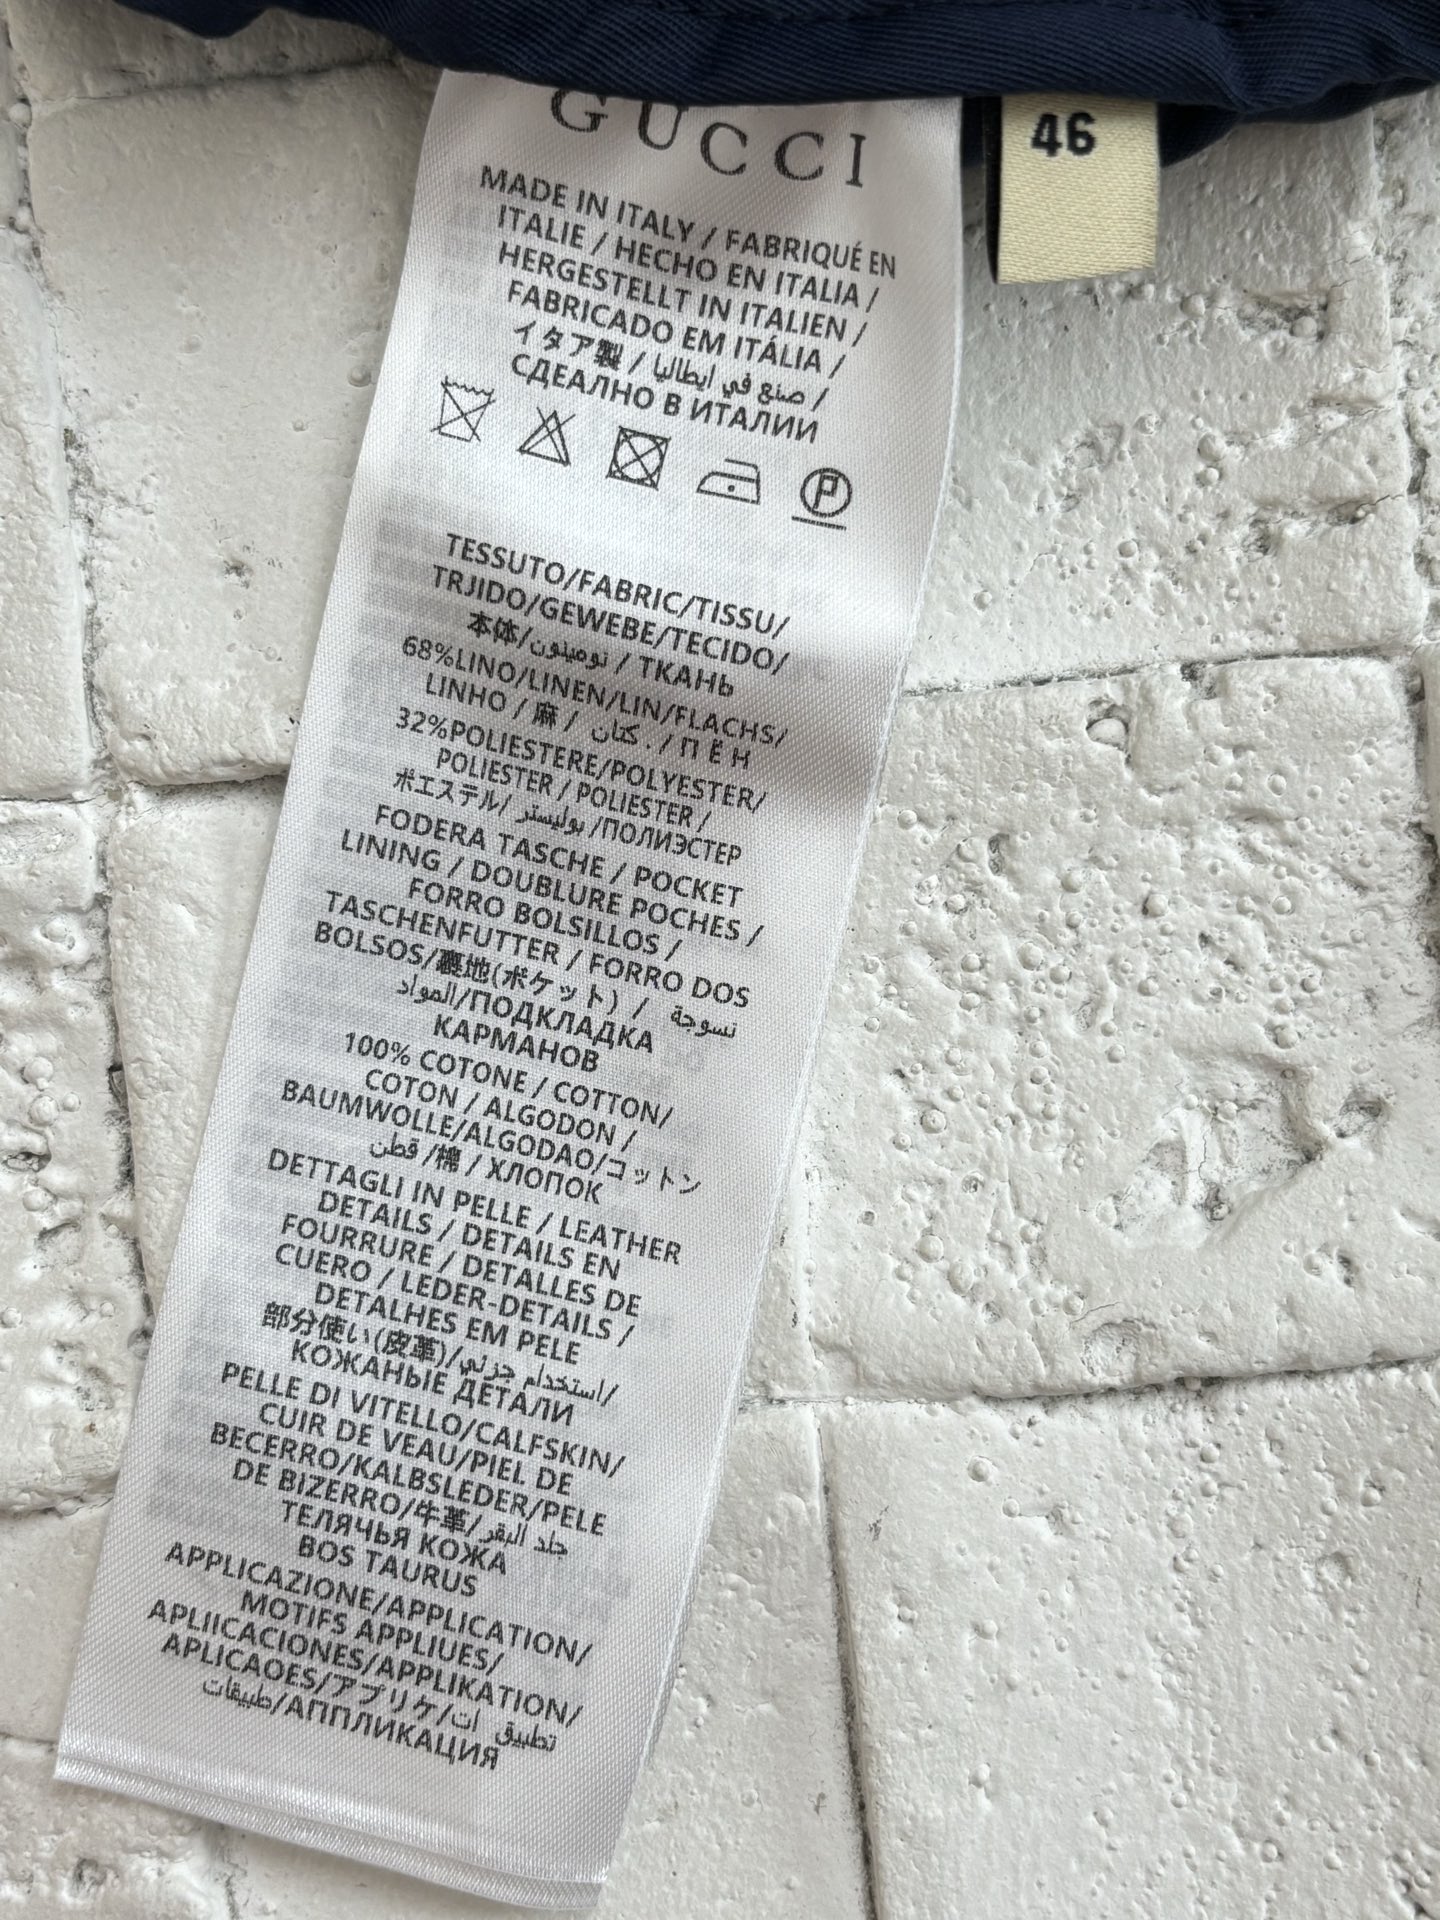 GUCCI
46
MADE IN ITALY / FABRIQUÉ EN
ITALIE / HECHO EN ITALIA /
HERGESTELLT IN ITALIEN /
FABRICADO EM ITÁLIA /
イタア製 / صنع في ايطاليا /
СДЕАЛНО В ИТАЛИИ
P
TESSUTO/FABRIC/TISSU/
TRJIDO/GEWEBE/TECIDO/
本体/نومينون / ТКАНЬ
68%LINO/LINEN/LIN/FLACHS/
LINHO / 麻 / كتان . / ПЁН
32%POLIESTERE/POLYESTER/
POLIESTER / POLIESTER /
ポエステル/ بوليستر /ПОЛИЭСТЕР
FODERA TASCHE / POCKET
LINING / DOUBLURE POCHES /
FORRO BOLSILLOS /
TASCHENFUTTER / FORRO DOS
BOLSOS/裏地(ポケット) / نسوجة
المواد/ПОДКЛАДКА
КАРМАНОВ
100% COTONE / COTTON/
COTON / ALGODON /
BAUMWOLLE/ALGODAO/コットン
قطن /棉 / ХЛОПОК
DETTAGLI IN PELLE / LEATHER
DETAILS / DETAILS EN
FOURRURE / DETALLES DE
CUERO / LEDER-DETAILS /
DETALHES EM PELE
部分使い(皮革)/استخدام جزئي/
КОЖАНЫЕ ДЕТАЛИ
PELLE DI VITELLO/CALFSKIN/
CUIR DE VEAU/PIEL DE
BECERRO/KALBSLEDER/PELE
DE BIZERRO/牛革/جلد البقر
ТЕЛЯЧЬЯ КОЖА
BOS TAURUS
APPLICAZIONE/APPLICATION/
MOTIFS APPLIUES/
APLIICACIONES/APPLIKATION/
APLICAOES/アプリケ/تطبيق ات
طبيقات/АППЛИКАЦИЯ